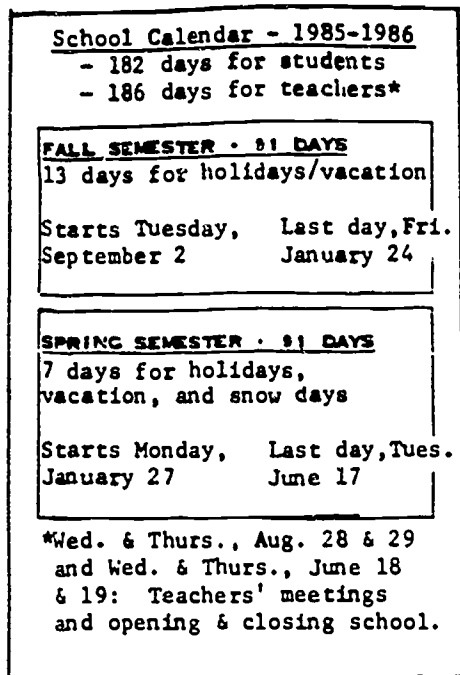 School Calendar - 1985-1986
- 182 days for students
- 186 days for teachers*
FALL SEMESTER · 91 DAYS
13 days for holidays/vacation
Starts Tuesday, Last day,Fri.
September 2 January 24
SPRING SEMESTER · 91 DAYS
7 days for holidays,
vacation, and snow days
Starts Monday, Last day,Tues.
January 27 June 17
*Wed. & Thurs., Aug. 28 & 29
and Wed. & Thurs., June 18
& 19: Teachers' meetings
and opening & closing school.